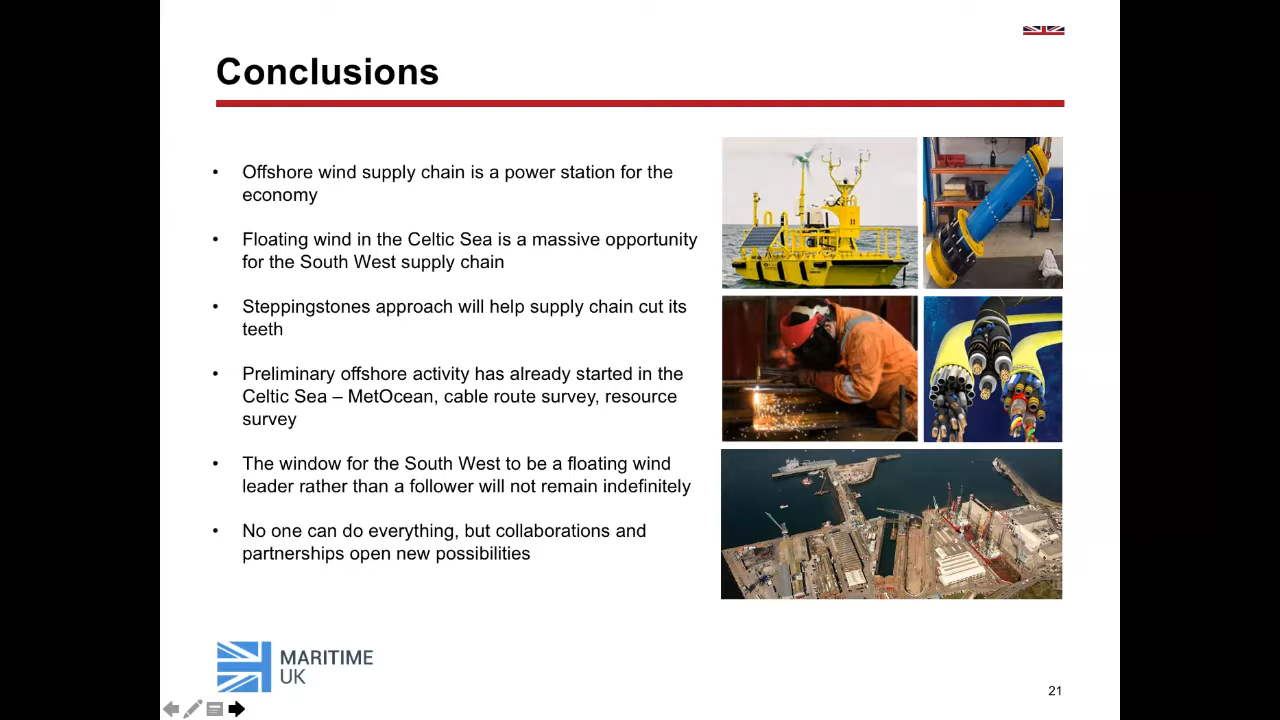 Conclusions
• Offshore wind supply chain is a power station for the
economy
• Floating wind in the Celtic Sea is a massive opportunity
for the South West supply chain
• Steppingstones approach will help supply chain cut its
teeth
• Preliminary offshore activity has already started in the
Celtic Sea – MetOcean, cable route survey, resource
survey
• The window for the South West to be a floating wind
leader rather than a follower will not remain indefinitely
• No one can do everything, but collaborations and
partnerships open new possibilities
MARITIME
UK
21